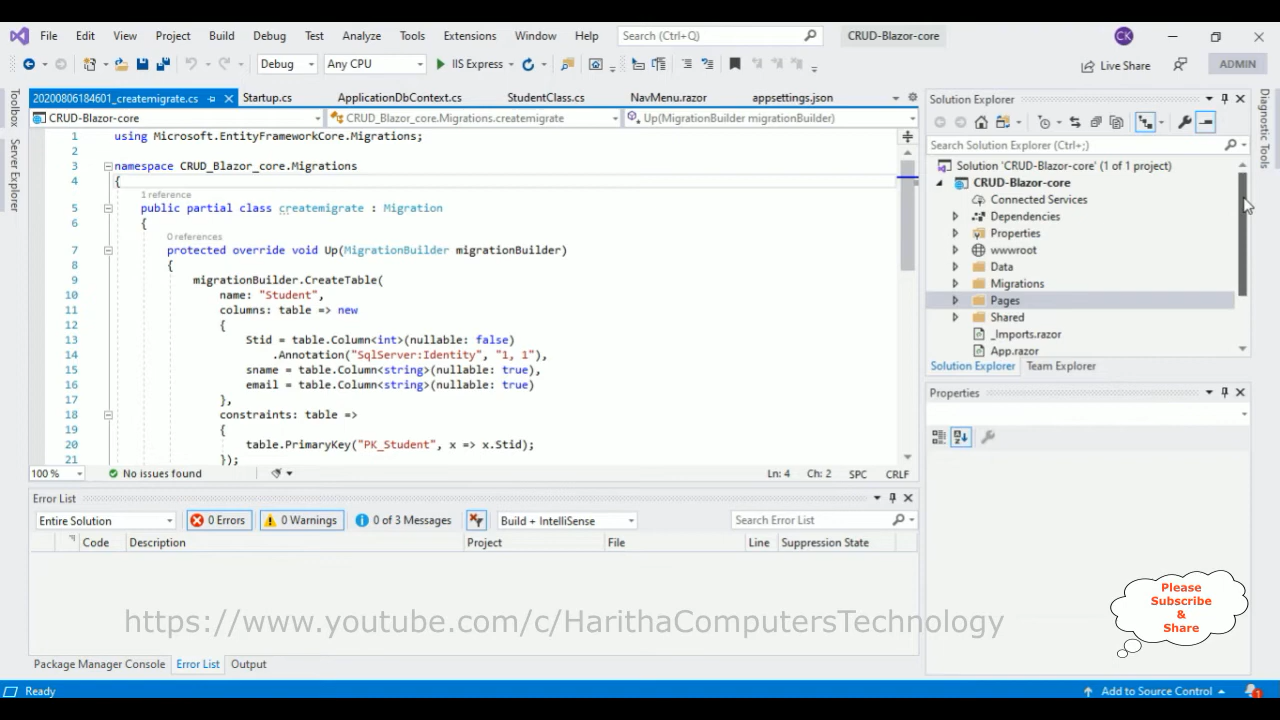 File Edit View Project Build Debug Test Analyze Tools Extensions Window Help Search (Ctrl+Q) CRUD-Blazor-core CK
Debug Any CPU IIS Express Live Share ADMIN
Toolbox
Server Explorer
20200806184601_createmigrate.cs Startup.cs ApplicationDbContext.cs StudentClass.cs NavMenu.razor appsettings.json
CRUD-Blazor-core CRUD_Blazor_core.Migrations.createmigrate Up(MigrationBuilder migrationBuilder)
1 using Microsoft.EntityFrameworkCore.Migrations;
2
3 namespace CRUD_Blazor_core.Migrations
4 {
1 reference
5 public partial class createmigrate : Migration
6 {
0 references
7 protected override void Up(MigrationBuilder migrationBuilder)
8 {
9 migrationBuilder.CreateTable(
10 name: "Student",
11 columns: table => new
12 {
13 Stid = table.Column<int>(nullable: false)
14 .Annotation("SqlServer:Identity", "1, 1"),
15 sname = table.Column<string>(nullable: true),
16 email = table.Column<string>(nullable: true)
17 },
18 constraints: table =>
19 {
20 table.PrimaryKey("PK_Student", x => x.Stid);
21 });
100 % No issues found Ln: 4 Ch: 2 SPC CRLF
Error List
Entire Solution 0 Errors 0 Warnings 0 of 3 Messages Build + IntelliSense Search Error List
Code Description Project File Line Suppression State
https://www.youtube.com/c/HarithaComputersTechnology
Package Manager Console Error List Output
Solution Explorer
Search Solution Explorer (Ctrl+;)
Solution 'CRUD-Blazor-core' (1 of 1 project)
CRUD-Blazor-core
Connected Services
Dependencies
Properties
wwwroot
Data
Migrations
Pages
Shared
_Imports.razor
App.razor
Solution Explorer Team Explorer
Properties
Diagnostic Tools
Please
Subscribe
&
Share
Ready Add to Source Control 1